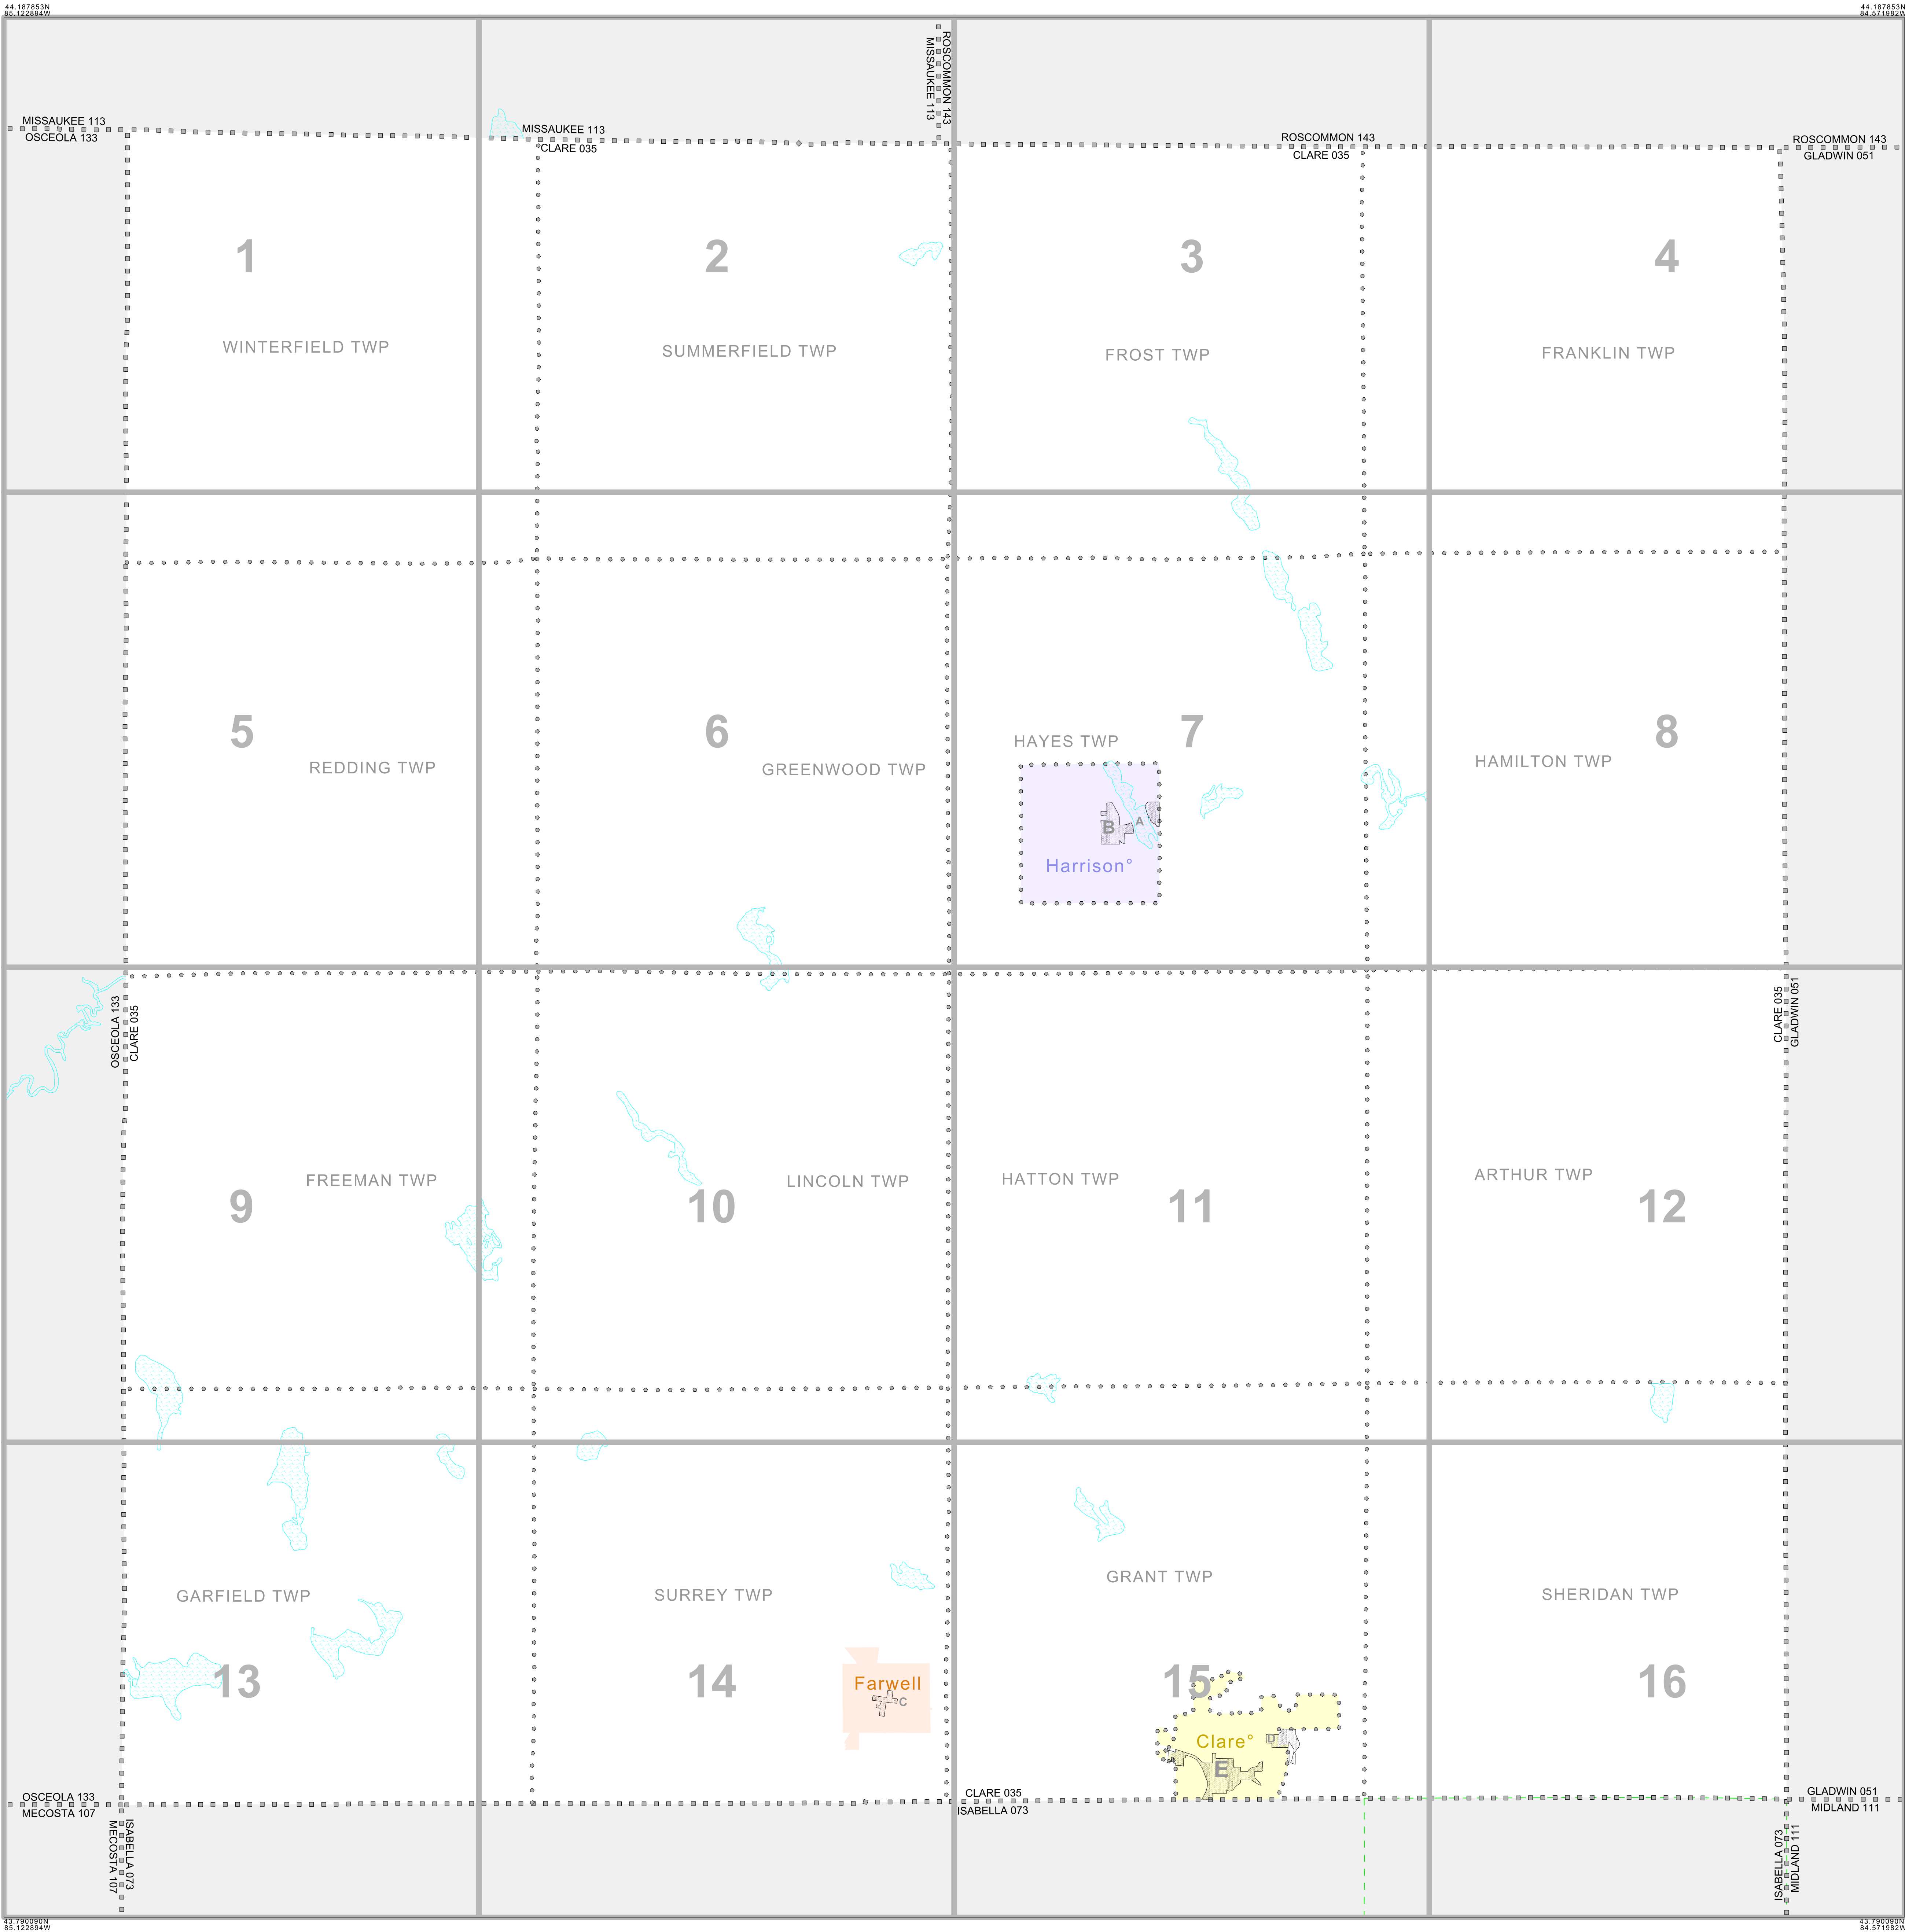 44.187853N
85.122894W
44.187853N
84.571982W
ROSCOMMON 143
MISSAUKEE 113
MISSAUKEE 113
OSCEOLA 133
MISSAUKEE 113
CLARE 035
ROSCOMMON 143
CLARE 035
ROSCOMMON 143
GLADWIN 051
1
2
3
4
WINTERFIELD TWP
SUMMERFIELD TWP
FROST TWP
FRANKLIN TWP
5
6
7
8
HAYES TWP
REDDING TWP
GREENWOOD TWP
HAMILTON TWP
A
B
Harrison°
OSCEOLA 133
CLARE 035
CLARE 035
GLADWIN 051
FREEMAN TWP
LINCOLN TWP
HATTON TWP
ARTHUR TWP
9
10
11
12
GARFIELD TWP
SURREY TWP
GRANT TWP
SHERIDAN TWP
13
14
15
16
Farwell
C
Clare°
D
E
OSCEOLA 133
MECOSTA 107
CLARE 035
ISABELLA 073
GLADWIN 051
MIDLAND 111
ISABELLA 073
MECOSTA 107
ISABELLA 073
MIDLAND 111
43.790090N
85.122894W
43.790090N
84.571982W